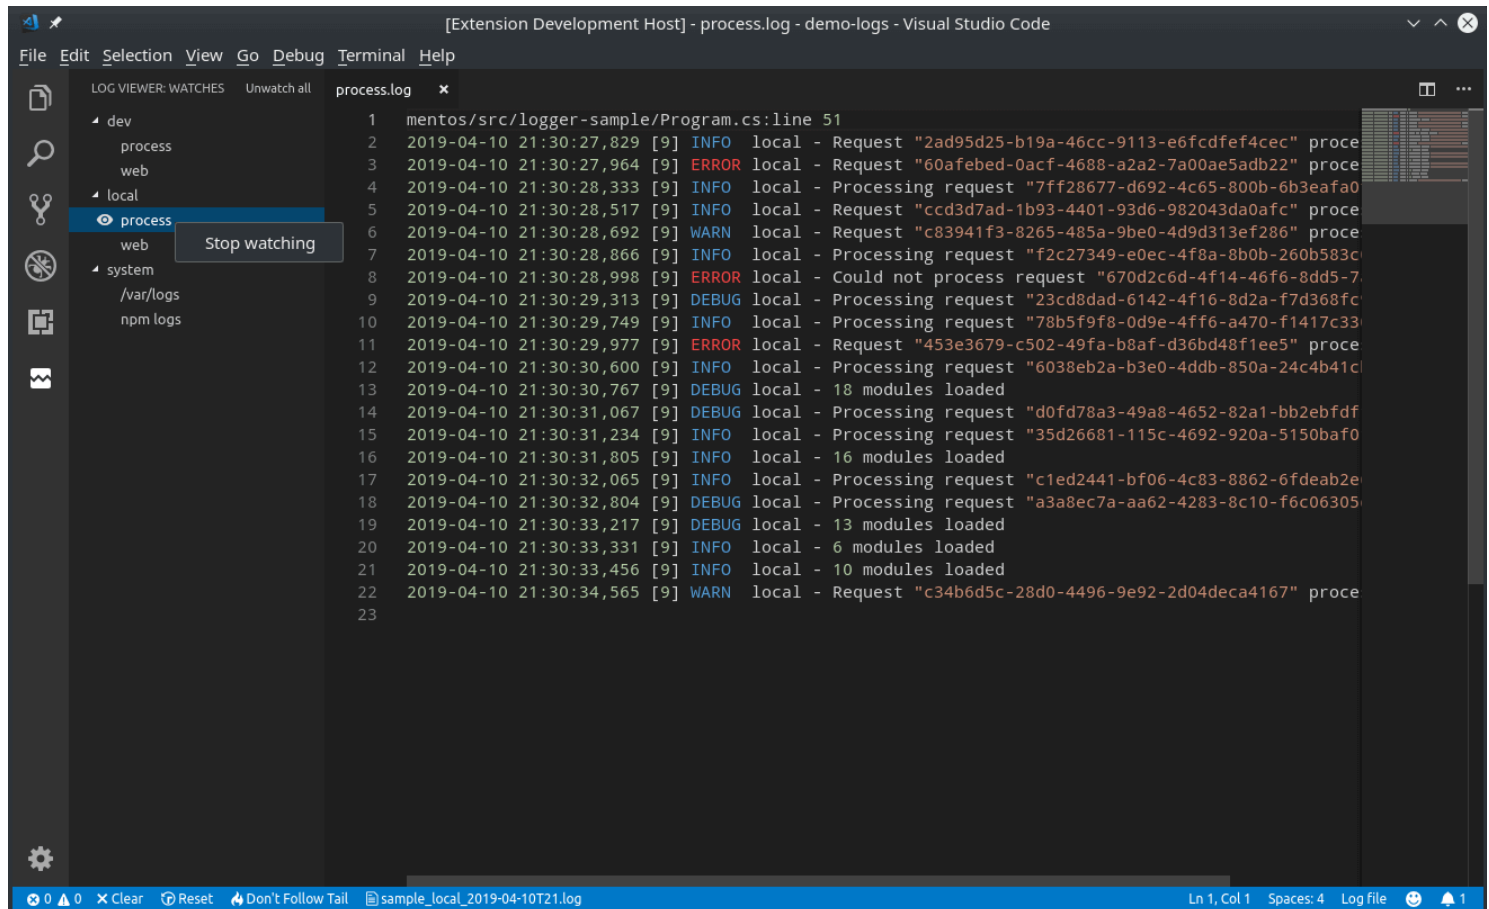 [Extension Development Host] - process.log - demo-logs - Visual Studio Code
File Edit Selection View Go Debug Terminal Help
LOG VIEWER: WATCHES Unwatch all
dev
process
web
local
process
web
Stop watching
system
/var/logs
npm logs
process.log
1 mentos/src/logger-sample/Program.cs:line 51
2 2019-04-10 21:30:27,829 [9] INFO local - Request "2ad95d25-b19a-46cc-9113-e6fcdfef4cec" proce
3 2019-04-10 21:30:27,964 [9] ERROR local - Request "60afebed-0acf-4688-a2a2-7a00ae5adb22" proce
4 2019-04-10 21:30:28,333 [9] INFO local - Processing request "7ff28677-d692-4c65-800b-6b3eafa0
5 2019-04-10 21:30:28,517 [9] INFO local - Request "ccd3d7ad-1b93-4401-93d6-982043da0afc" proce
6 2019-04-10 21:30:28,692 [9] WARN local - Request "c83941f3-8265-485a-9be0-4d9d313ef286" proce
7 2019-04-10 21:30:28,866 [9] INFO local - Processing request "f2c27349-e0ec-4f8a-8b0b-260b583c
8 2019-04-10 21:30:28,998 [9] ERROR local - Could not process request "670d2c6d-4f14-46f6-8dd5-7
9 2019-04-10 21:30:29,313 [9] DEBUG local - Processing request "23cd8dad-6142-4f16-8d2a-f7d368fc
10 2019-04-10 21:30:29,749 [9] INFO local - Processing request "78b5f9f8-0d9e-4ff6-a470-f1417c33
11 2019-04-10 21:30:29,977 [9] ERROR local - Request "453e3679-c502-49fa-b8af-d36bd48f1ee5" proce
12 2019-04-10 21:30:30,600 [9] INFO local - Processing request "6038eb2a-b3e0-4ddb-850a-24c4b41c
13 2019-04-10 21:30:30,767 [9] DEBUG local - 18 modules loaded
14 2019-04-10 21:30:31,067 [9] DEBUG local - Processing request "d0fd78a3-49a8-4652-82a1-bb2ebfdf
15 2019-04-10 21:30:31,234 [9] INFO local - Processing request "35d26681-115c-4692-920a-5150baf0
16 2019-04-10 21:30:31,805 [9] INFO local - 16 modules loaded
17 2019-04-10 21:30:32,065 [9] INFO local - Processing request "c1ed2441-bf06-4c83-8862-6fdeab2e
18 2019-04-10 21:30:32,804 [9] DEBUG local - Processing request "a3a8ec7a-aa62-4283-8c10-f6c06305
19 2019-04-10 21:30:33,217 [9] DEBUG local - 13 modules loaded
20 2019-04-10 21:30:33,331 [9] INFO local - 6 modules loaded
21 2019-04-10 21:30:33,456 [9] INFO local - 10 modules loaded
22 2019-04-10 21:30:34,565 [9] WARN local - Request "c34b6d5c-28d0-4496-9e92-2d04deca4167" proce
23
0 0 Clear Reset Don't Follow Tail sample_local_2019-04-10T21.log Ln 1, Col 1 Spaces: 4 Log file 1